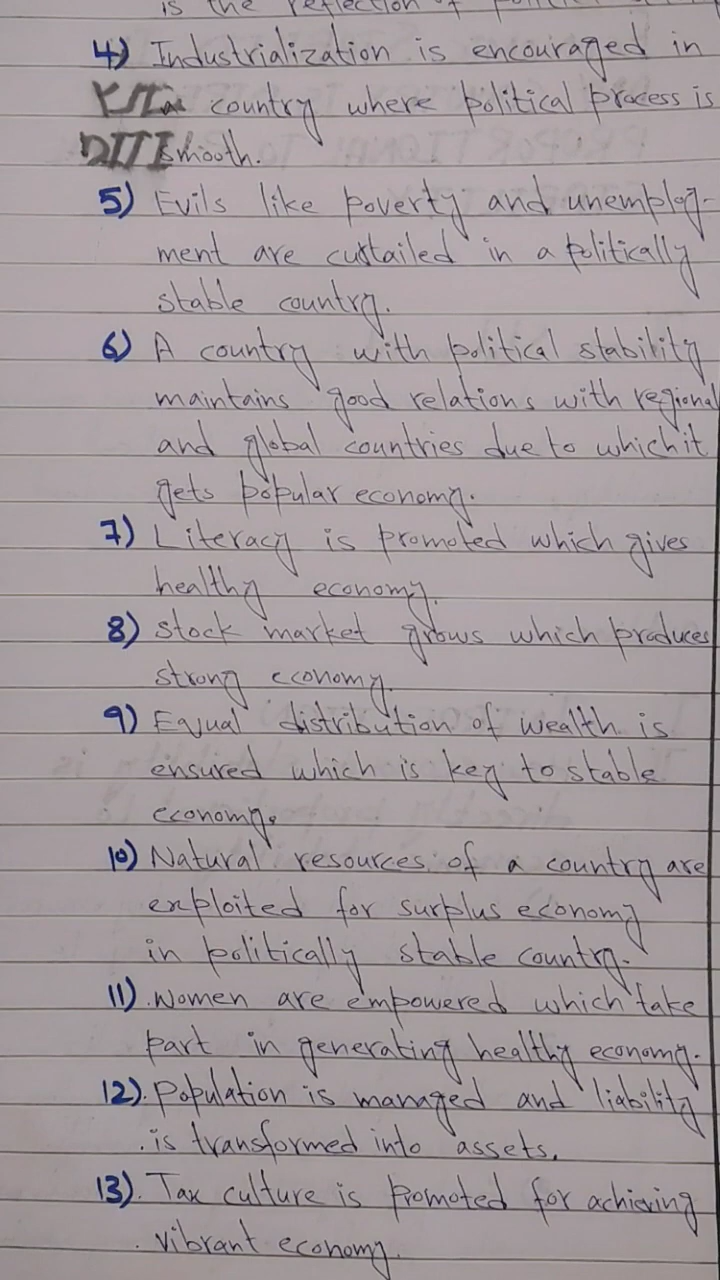 is the reflection of
4) Industrialization is encouraged in
a country where political process is
smooth.
5) Evils like poverty and unemploy-
ment are curtailed in a politically
stable country.
6) A country with political stability
maintains good relations with regional
and global countries due to which it
gets popular economy.
7) Literacy is promoted which gives
healthy economy.
8) Stock market grows which produces
strong economy.
9) Equal distribution of wealth is
ensured which is key to stable
economy.
10) Natural resources of a country are
exploited for surplus economy
in politically stable country.
11). Women are empowered which take
part in generating healthy economy.
12). Population is managed and liability
is transformed into assets.
13). Tax culture is promoted for achieving
vibrant economy.